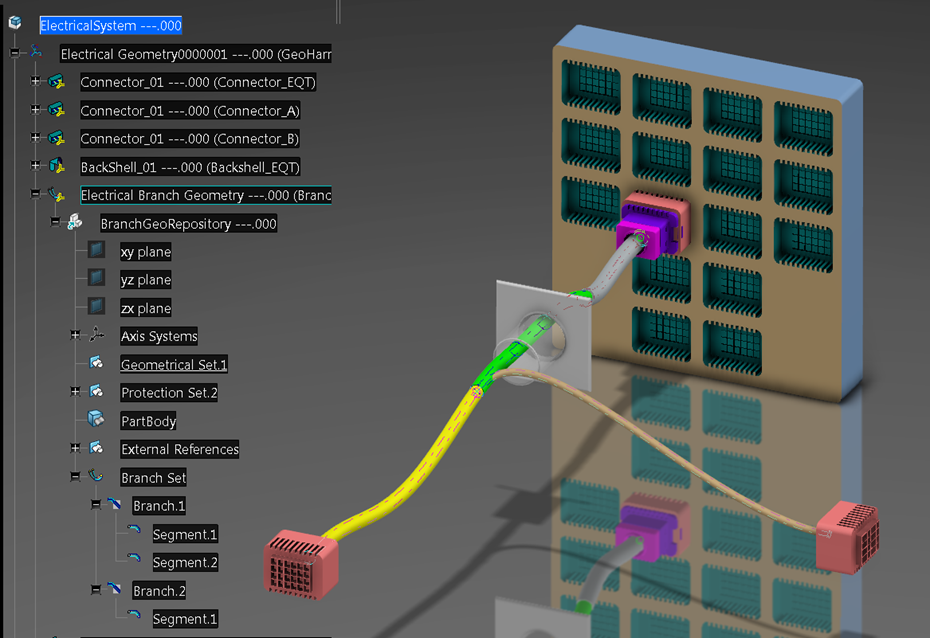 ElectricalSystem ---.000
Electrical Geometry0000001 ---.000 (GeoHarr
Connector_01 ---.000 (Connector_EQT)
Connector_01 ---.000 (Connector_A)
Connector_01 ---.000 (Connector_B)
BackShell_01 ---.000 (Backshell_EQT)
Electrical Branch Geometry ---.000 (Branc
BranchGeoRepository ---.000
xy plane
yz plane
zx plane
Axis Systems
Geometrical Set.1
Protection Set.2
PartBody
External References
Branch Set
Branch.1
Segment.1
Segment.2
Branch.2
Segment.1